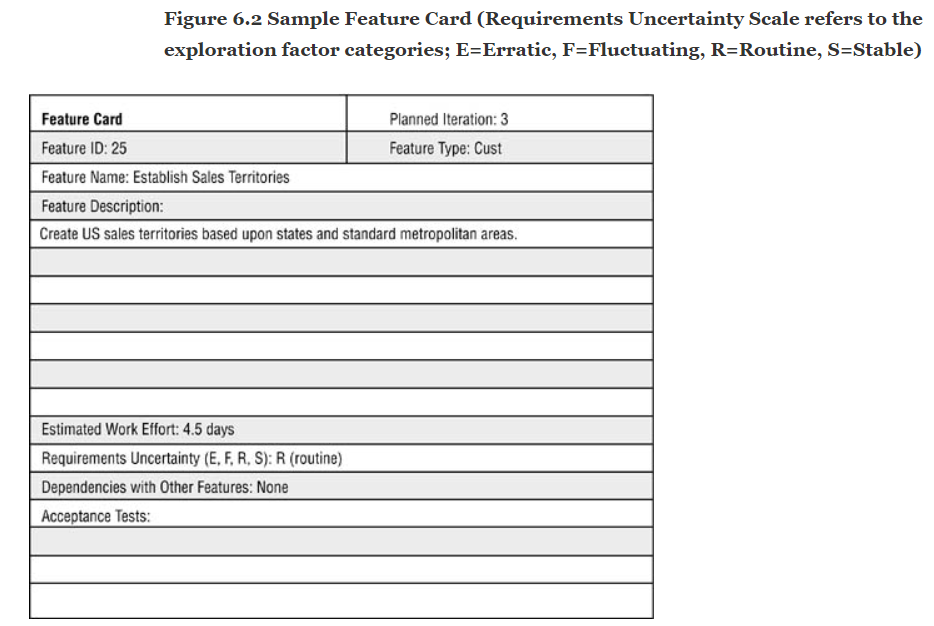 Figure 6.2 Sample Feature Card (Requirements Uncertainty Scale refers to the
exploration factor categories; E=Erratic, F=Fluctuating, R=Routine, S=Stable)
Feature Card
Planned Iteration: 3
Feature ID: 25
Feature Type: Cust
Feature Name: Establish Sales Territories
Feature Description:
Create US sales territories based upon states and standard metropolitan areas.
Estimated Work Effort: 4.5 days
Requirements Uncertainty (E, F, R, S): R (routine)
Dependencies with Other Features: None
Acceptance Tests: